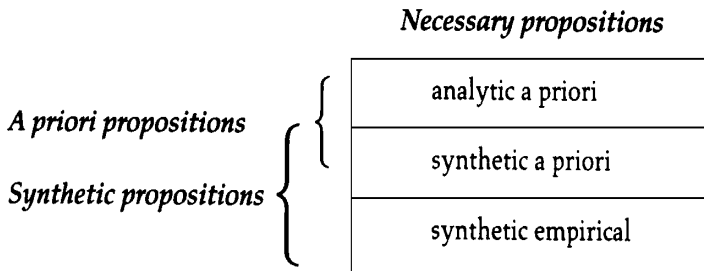 Necessary propositions
analytic a priori
A priori propositions
synthetic a priori
Synthetic propositions
synthetic empirical